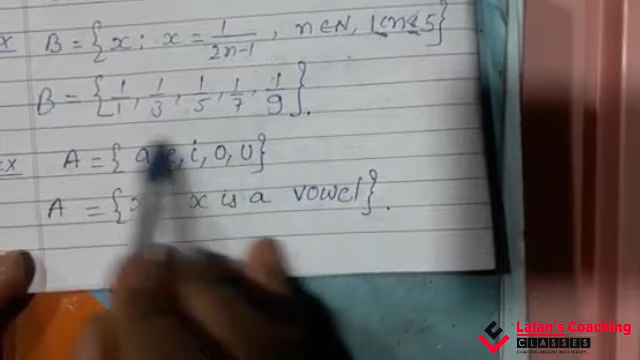 Ex B = {x : x = 1/(2n-1), n∈N, 1≤n≤5}
B = {1/1, 1/3, 1/5, 1/7, 1/9}.
Ex A = {a, e, i, o, u}
A = {x : x is a vowel}.
Lalan's Coaching
CLASSES